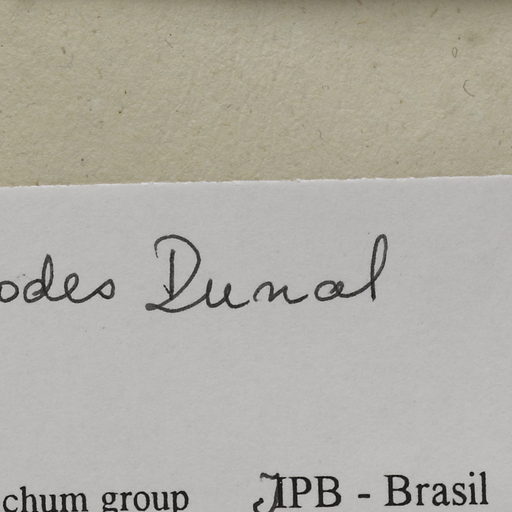 odes Dunal
chum group JPB - Brasil